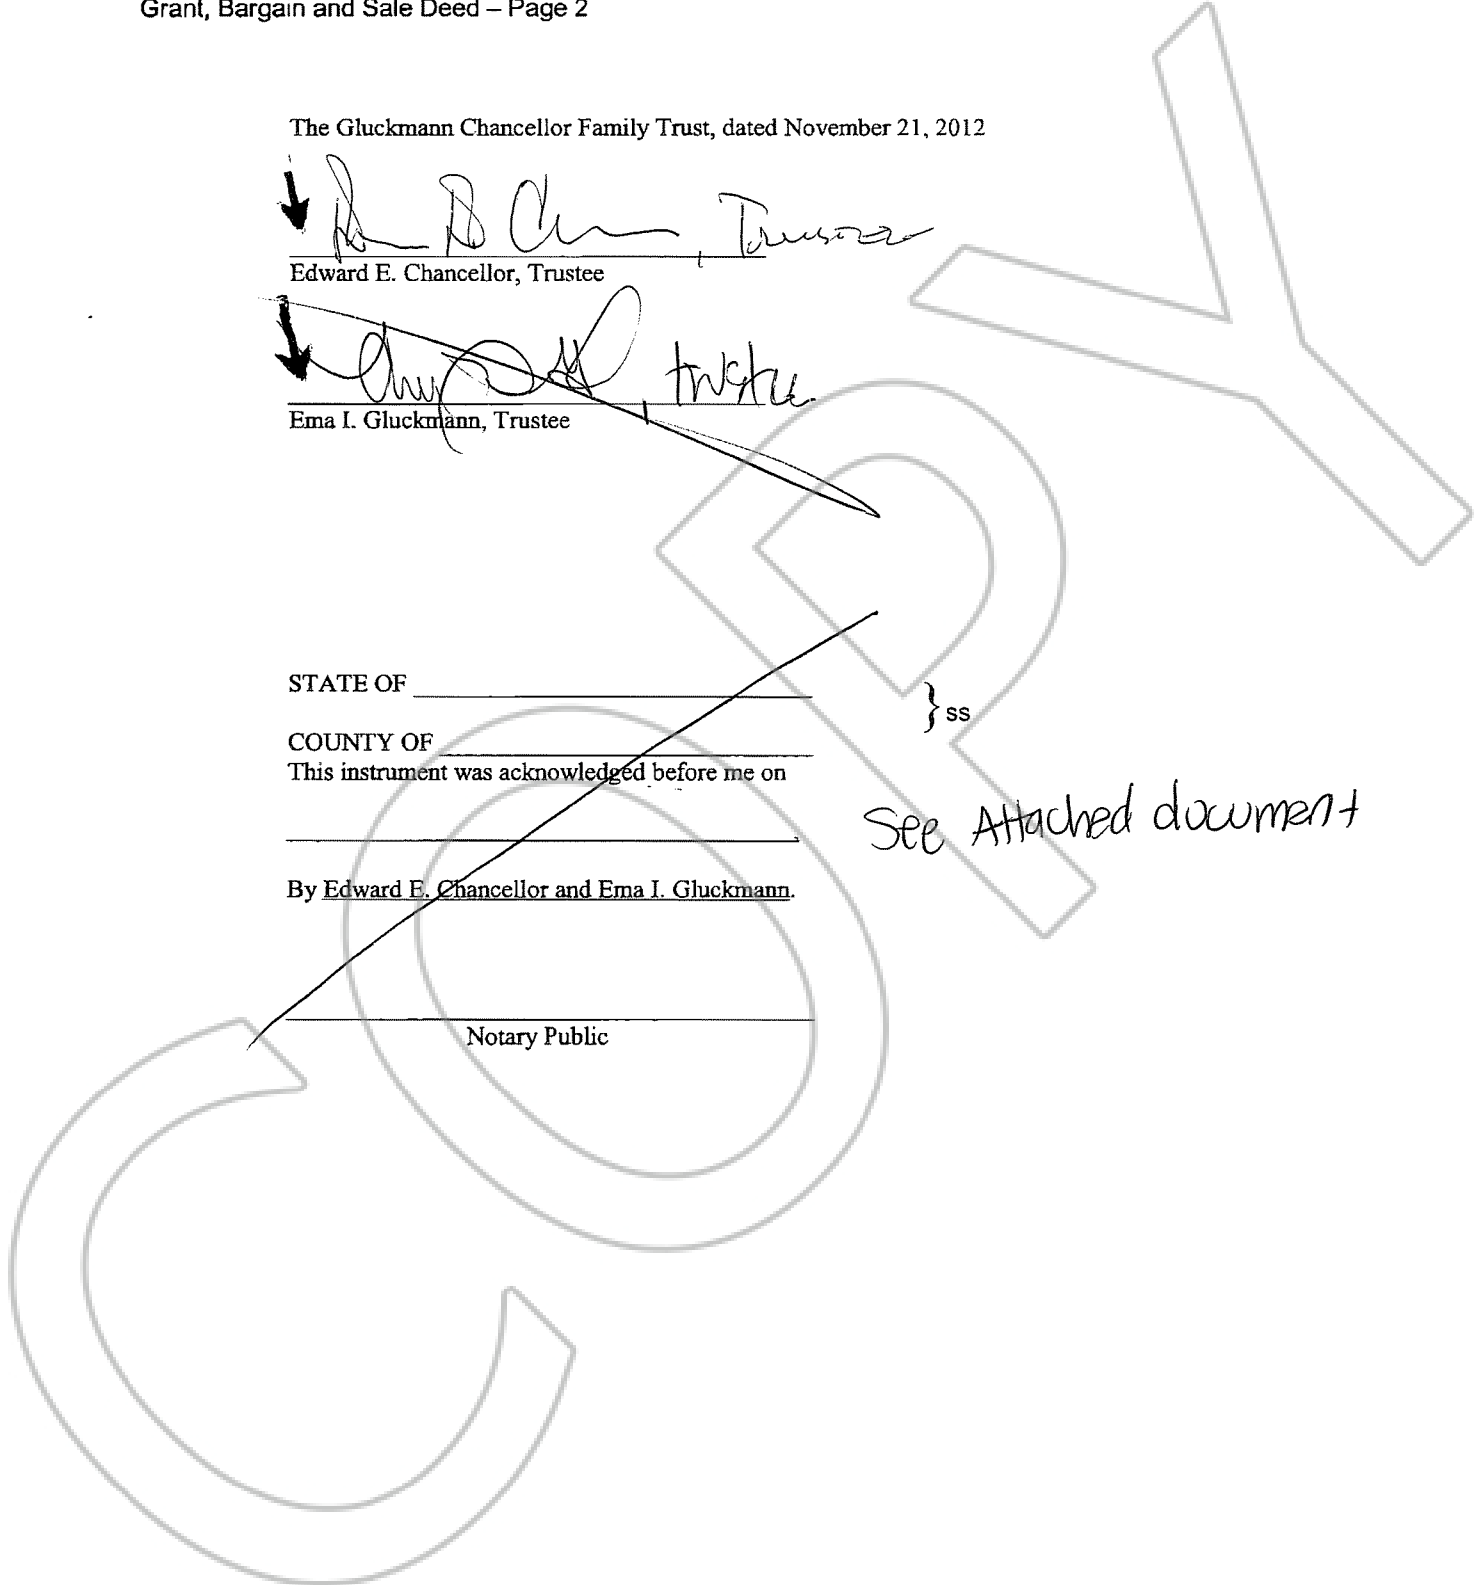 Grant, Bargain and Sale Deed – Page 2
The Gluckmann Chancellor Family Trust, dated November 21, 2012
, Trustee
Edward E. Chancellor, Trustee
, trustee
Ema I. Gluckmann, Trustee
STATE OF
} ss
COUNTY OF
This instrument was acknowledged before me on
See Attached document
By Edward E. Chancellor and Ema I. Gluckmann.
Notary Public
COPY